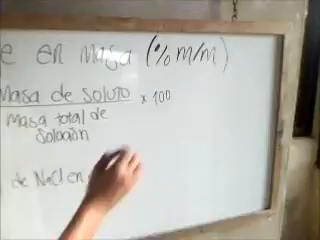 e en masa (% m/m)
Masa de soluto x 100
Masa total de
Solución
de NaCl en